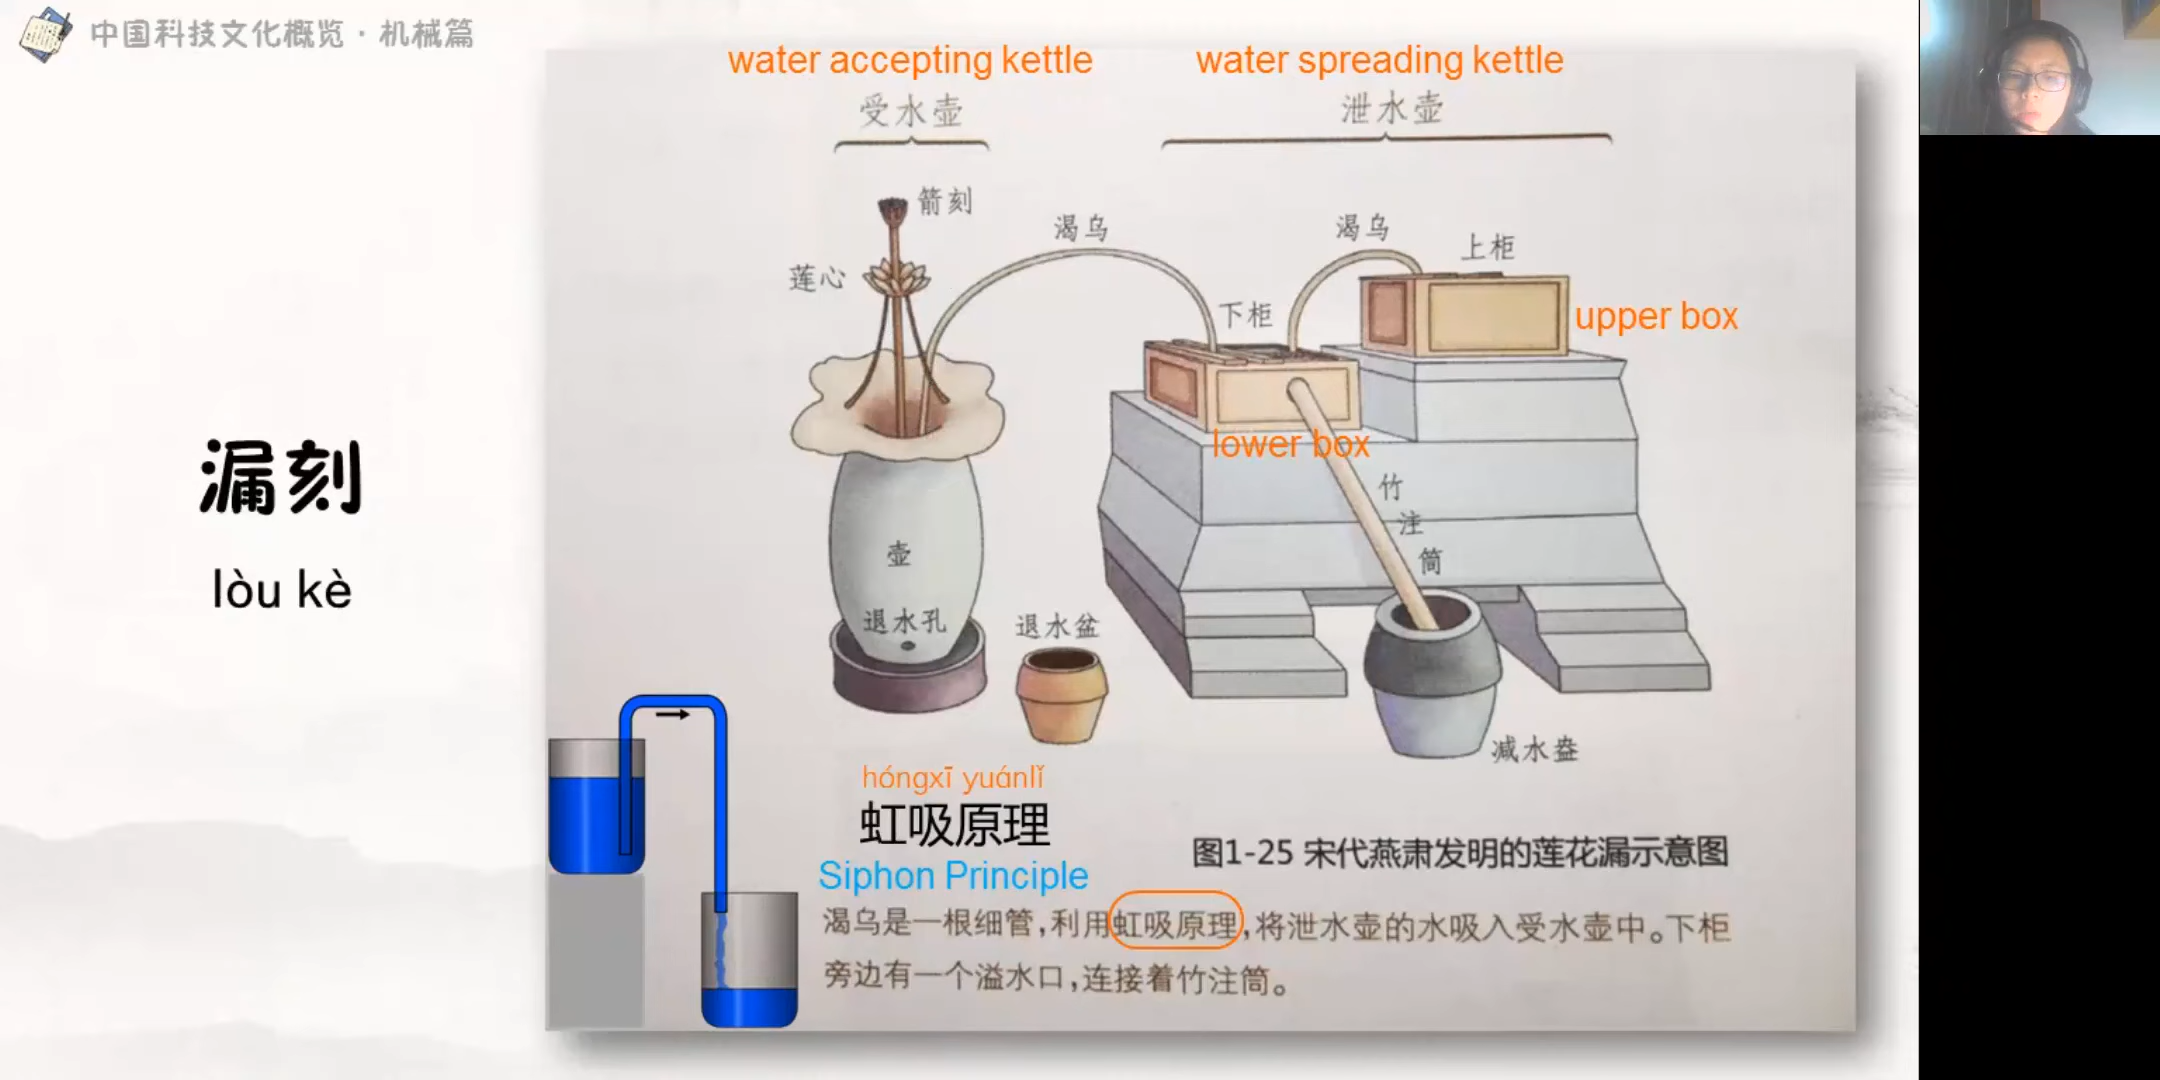 中国科技文化概览·机械篇
water accepting kettle
water spreading kettle
受水壶
泄水壶
箭刻
渴乌
渴乌
上柜
莲心
下柜
upper box
lower box
漏刻
lòu kè
竹注筒
壶
退水孔
退水盆
减水盎
hóngxī yuánlǐ
虹吸原理
Siphon Principle
图1-25 宋代燕肃发明的莲花漏示意图
渴乌是一根细管,利用虹吸原理,将泄水壶的水吸入受水壶中。下柜
旁边有一个溢水口,连接着竹注筒。